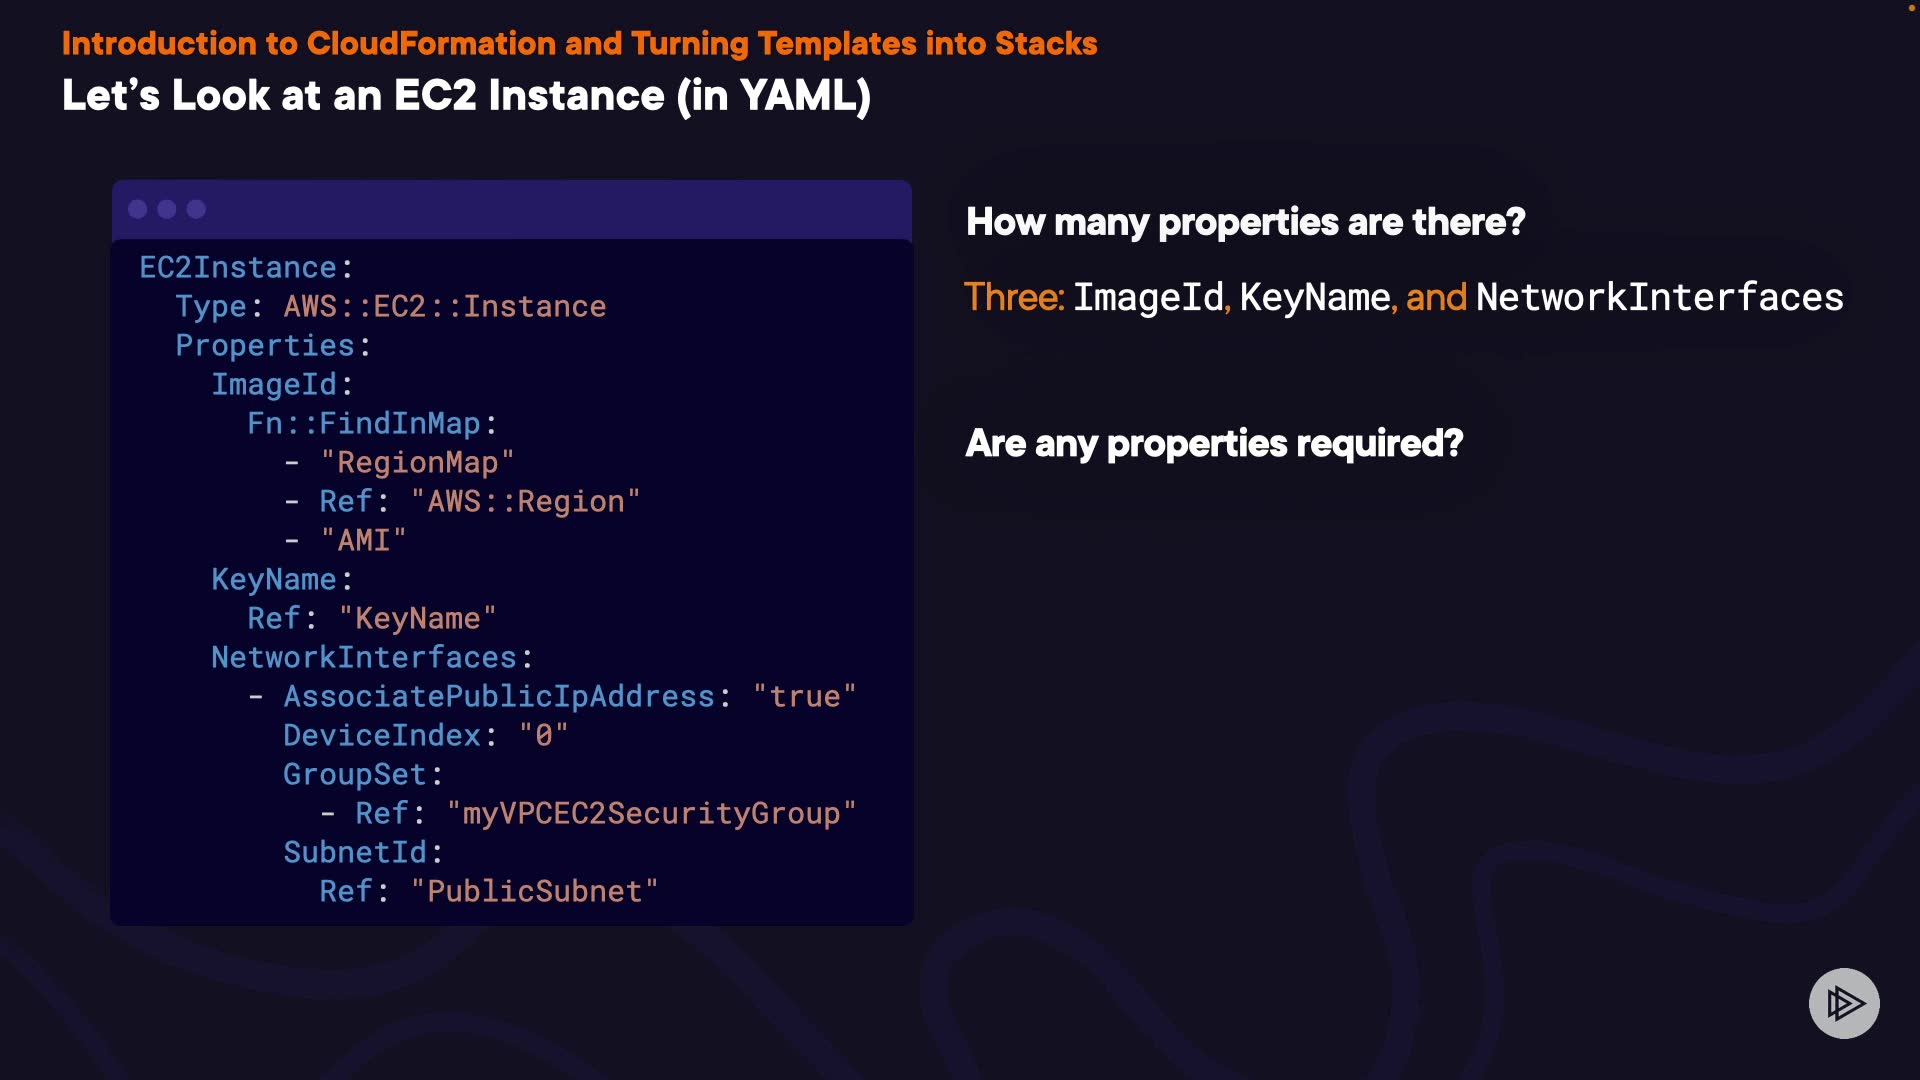 Introduction to CloudFormation and Turning Templates into Stacks
Let’s Look at an EC2 Instance (in YAML)
EC2Instance:
  Type: AWS::EC2::Instance
  Properties:
    ImageId:
      Fn::FindInMap:
        - "RegionMap"
        - Ref: "AWS::Region"
        - "AMI"
    KeyName:
      Ref: "KeyName"
    NetworkInterfaces:
      - AssociatePublicIpAddress: "true"
        DeviceIndex: "0"
        GroupSet:
          - Ref: "myVPCEC2SecurityGroup"
        SubnetId:
          Ref: "PublicSubnet"
How many properties are there?
Three: ImageId, KeyName, and NetworkInterfaces
Are any properties required?